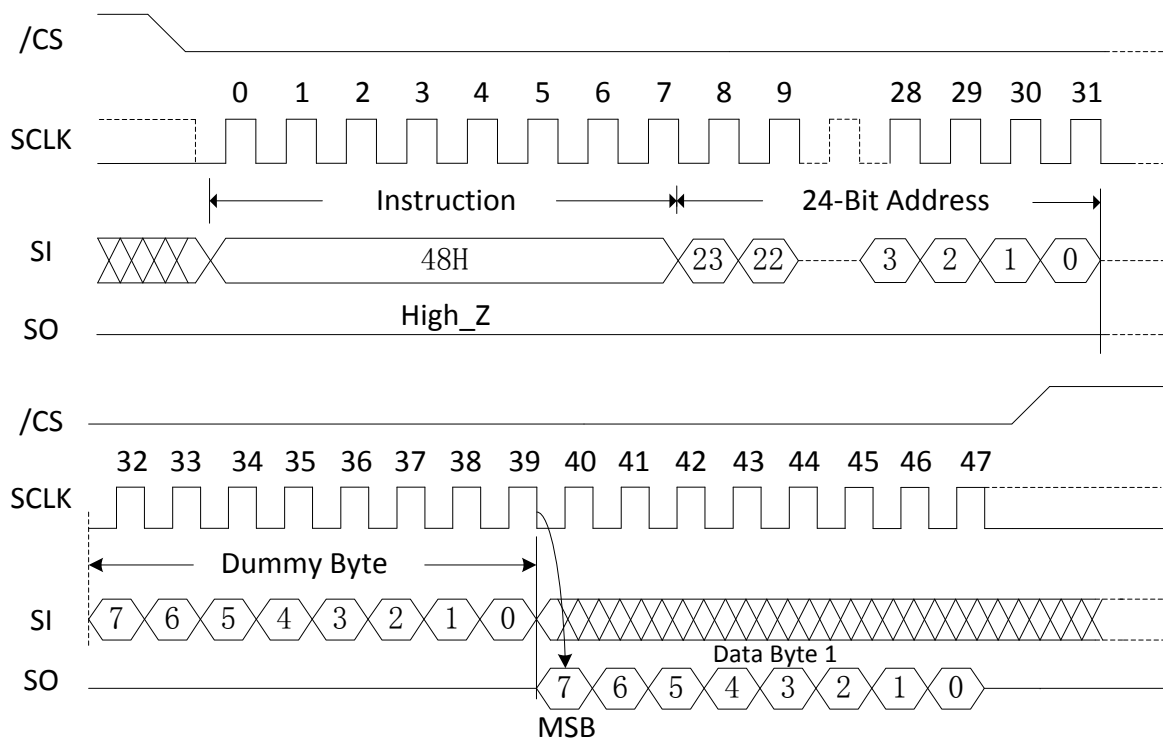 /CS
0 1 2 3 4 5 6 7 8 9 28 29 30 31
SCLK
Instruction 24-Bit Address
SI 48H 23 22 3 2 1 0
High_Z
SO
/CS
32 33 34 35 36 37 38 39 40 41 42 43 44 45 46 47
SCLK
Dummy Byte
SI 7 6 5 4 3 2 1 0
Data Byte 1
SO 7 6 5 4 3 2 1 0
MSB